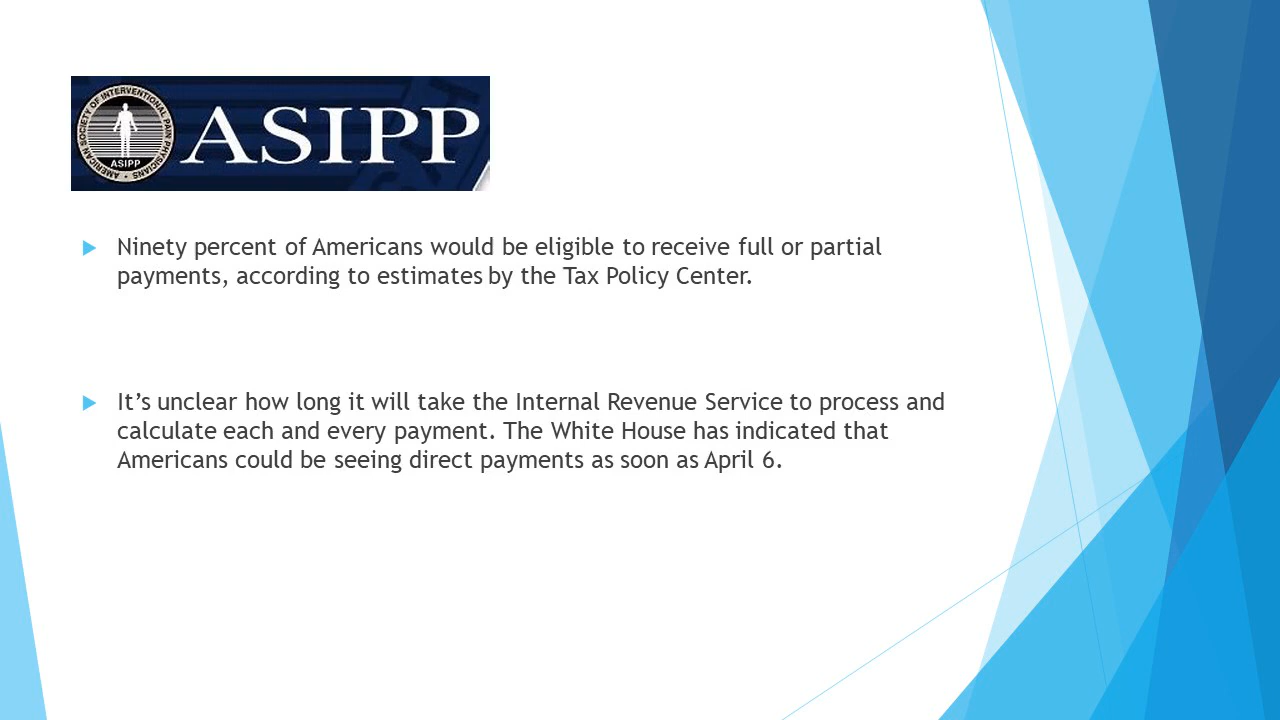 AMERICAN SOCIETY OF INTERVENTIONAL PAIN PHYSICIANS
ASIPP
ASIPP
Ninety percent of Americans would be eligible to receive full or partial
payments, according to estimates by the Tax Policy Center.
It’s unclear how long it will take the Internal Revenue Service to process and
calculate each and every payment. The White House has indicated that
Americans could be seeing direct payments as soon as April 6.